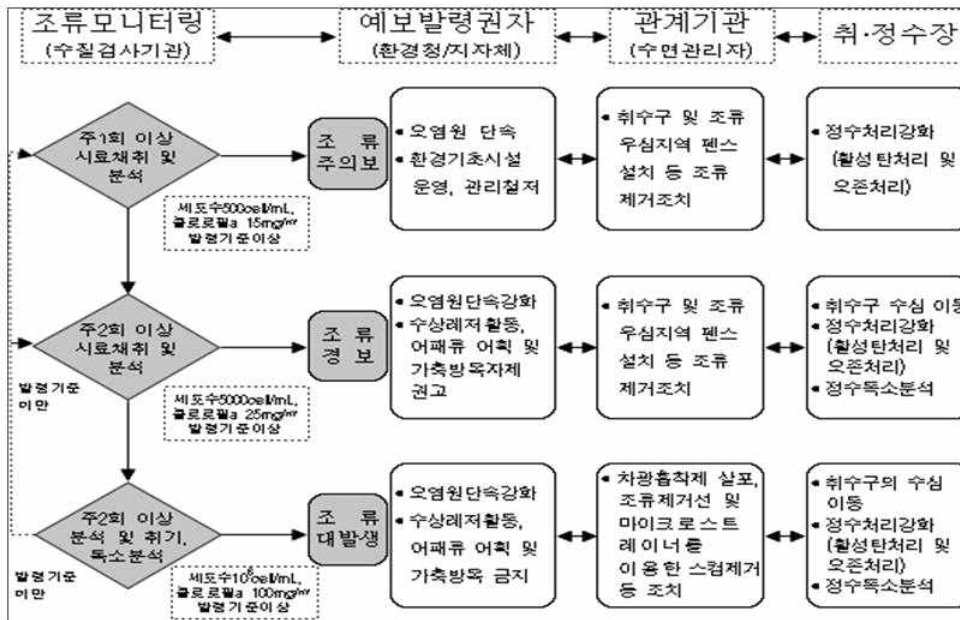 조류모니터링
(수질검사기관)
예보발령권자
(환경청/지자체)
관계기관
(수면관리자)
취·정수장
주1회 이상
시료채취 및
분석
조 류
주의보
• 오염원 단속
• 환경기초시설
운영, 관리철저
• 취수구 및 조류
우심지역 펜스
설치 등 조류
제거조치
• 정수처리강화
(활성탄처리 및
오존처리)
세포수500cell/mL,
클로로필a 15mg/m³
발령기준이상
주2회 이상
시료채취 및
분석
조 류
경 보
• 오염원단속강화
• 수상레저활동,
어패류 어획 및
가축방목자제
권고
• 취수구 및 조류
우심지역 펜스
설치 등 조류
제거조치
• 취수구 수심 이동
• 정수처리강화
(활성탄처리 및
오존처리)
• 정수독소분석
발령기준
미만
세포수5000cell/mL,
클로로필a 25mg/m³
발령기준이상
주2회 이상
분석 및 취기,
독소분석
조 류
대발생
• 오염원단속강화
• 수상레저활동,
어패류 어획 및
가축방목 금지
• 차광흡착제 살포,
조류제거선 및
마이크로스트
레이너를
이용한 스컴제거
등 조치
• 취수구의 수심
이동
• 정수처리강화
(활성탄처리 및
오존처리)
• 정수독소분석
발령기준
미만
세포수10⁶cell/mL,
클로로필a 100mg/m³
발령기준이상